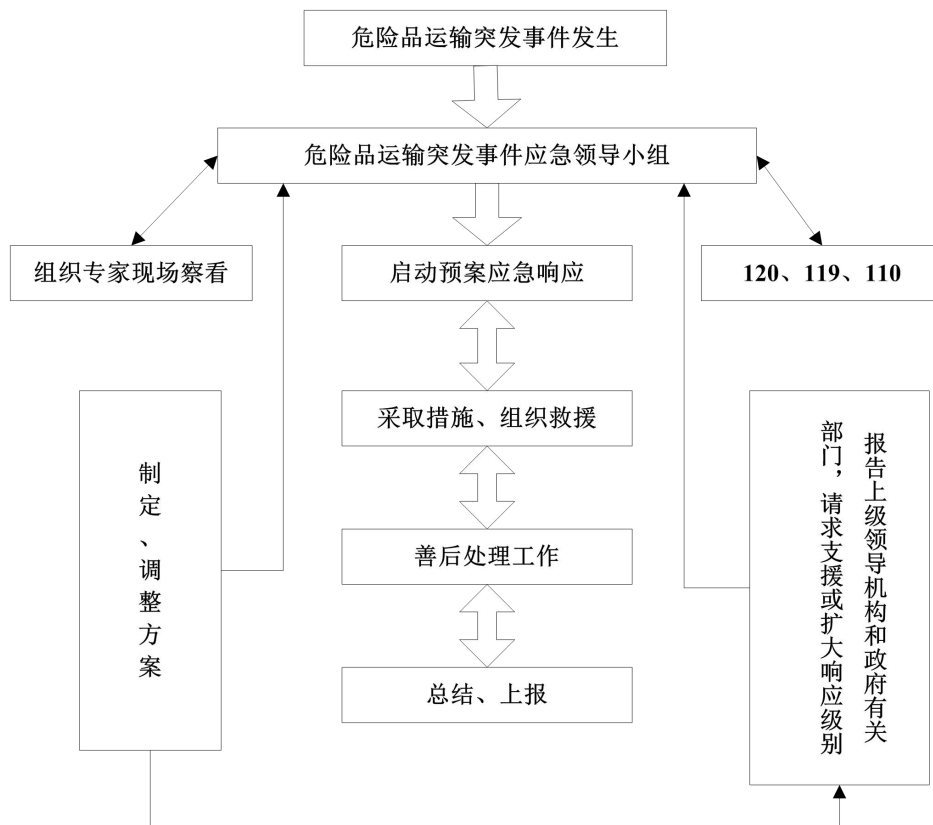 危险品运输突发事件发生
危险品运输突发事件应急领导小组
组织专家现场察看
启动预案应急响应
120、119、110
采取措施、组织救援
制定、调整方案
报告上级领导机构和政府有关
部门，请求支援或扩大响应级别
善后处理工作
总结、上报